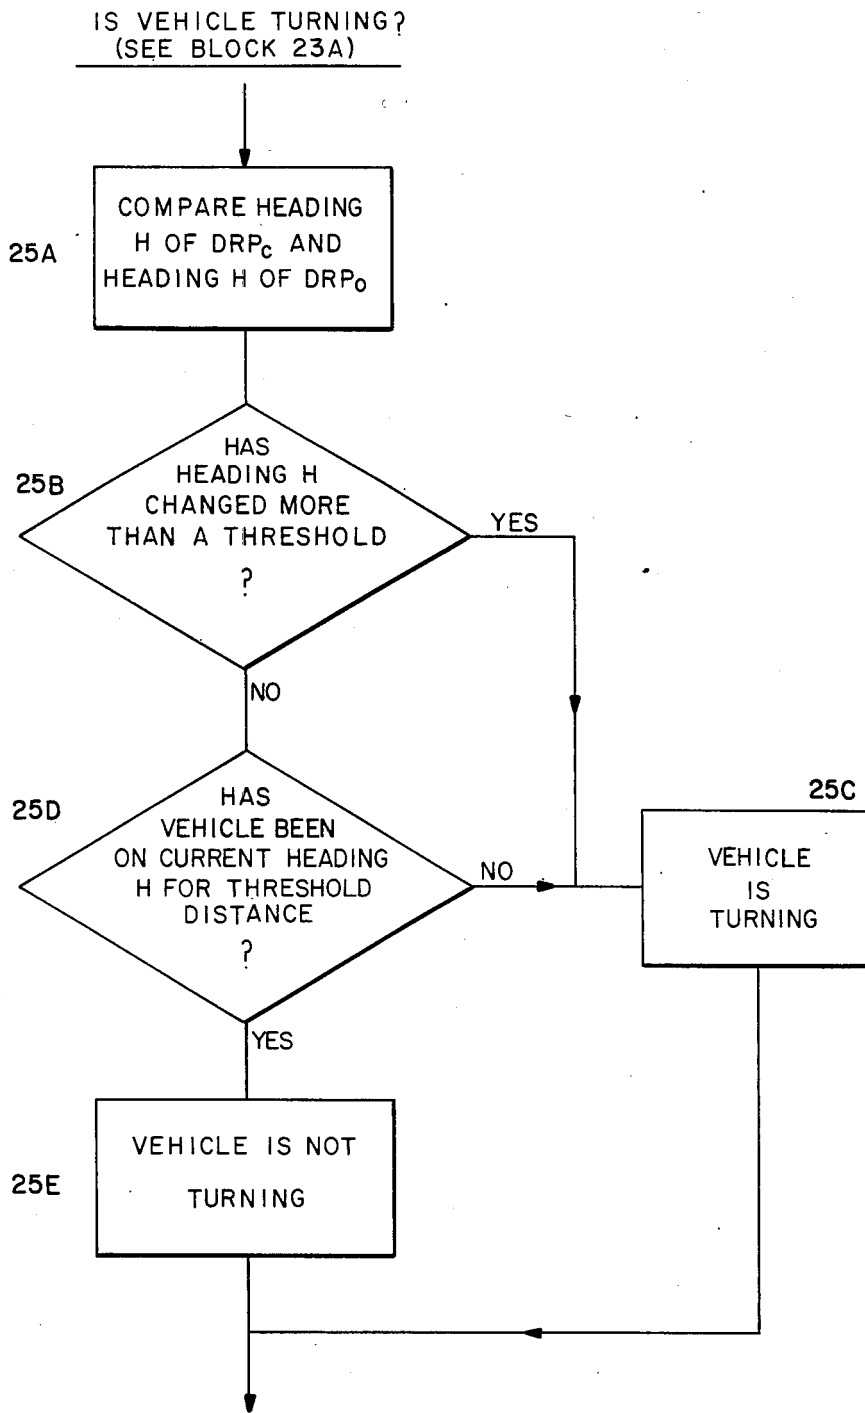 IS VEHICLE TURNING?
(SEE BLOCK 23A)
25A
COMPARE HEADING
H OF DRPc AND
HEADING H OF DRPo
25B
HAS
HEADING H
CHANGED MORE
THAN A THRESHOLD
?
YES
NO
25D
HAS
VEHICLE BEEN
ON CURRENT HEADING
H FOR THRESHOLD
DISTANCE
?
NO
25C
VEHICLE
IS
TURNING
YES
25E
VEHICLE IS NOT
TURNING